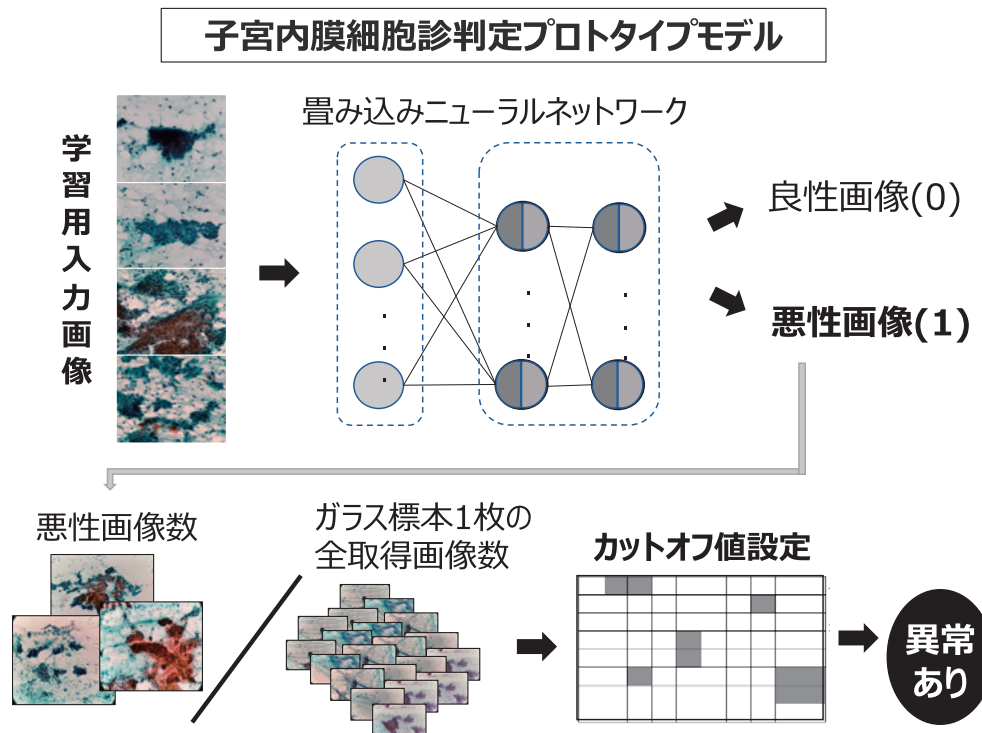 子宮内膜細胞診判定プロトタイプモデル
畳み込みニューラルネットワーク
学習用入力画像
良性画像(0)
悪性画像(1)
悪性画像数
ガラス標本1枚の
全取得画像数
カットオフ値設定
異常
あり